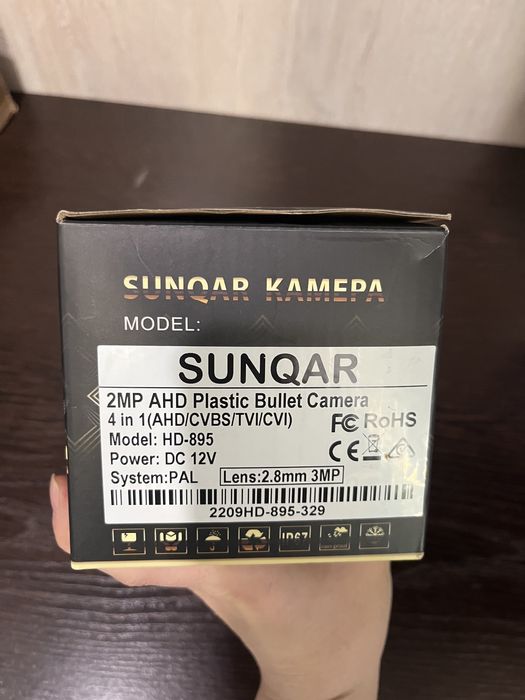 SUNQAR КАМЕРА
MODEL:
SUNQAR
2MP AHD Plastic Bullet Camera
4 in 1(AHD/CVBS/TVI/CVI)
FC RoHS
Model: HD-895
CE
Power: DC 12V
System:PAL Lens:2.8mm 3MP
2209HD-895-329
IP67